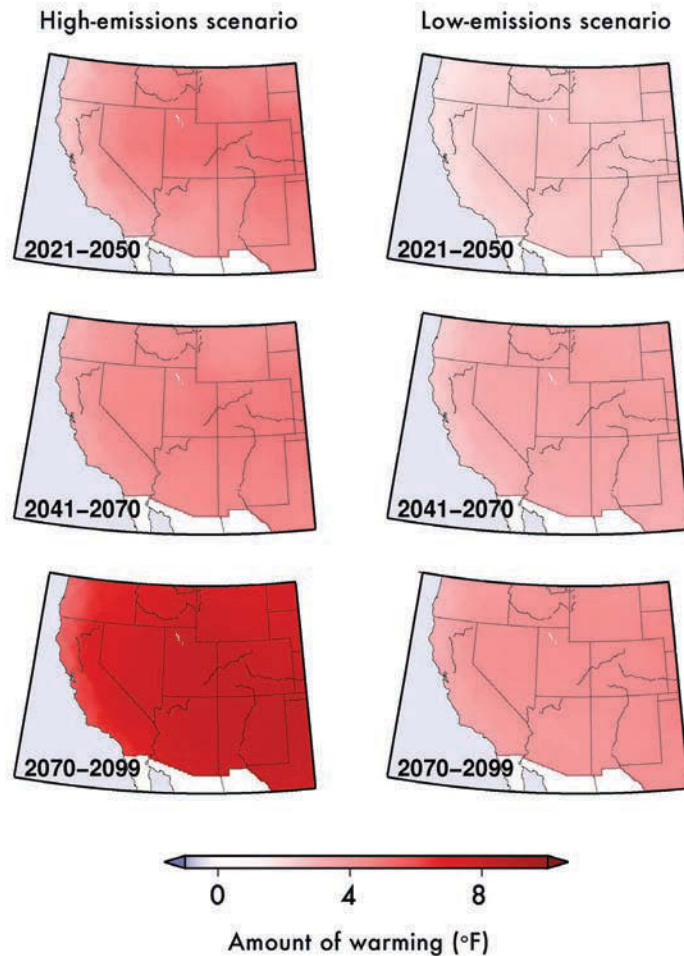 High-emissions scenario
Low-emissions scenario
2021–2050
2021–2050
2041–2070
2041–2070
2070–2099
2070–2099
0 4 8
Amount of warming (°F)